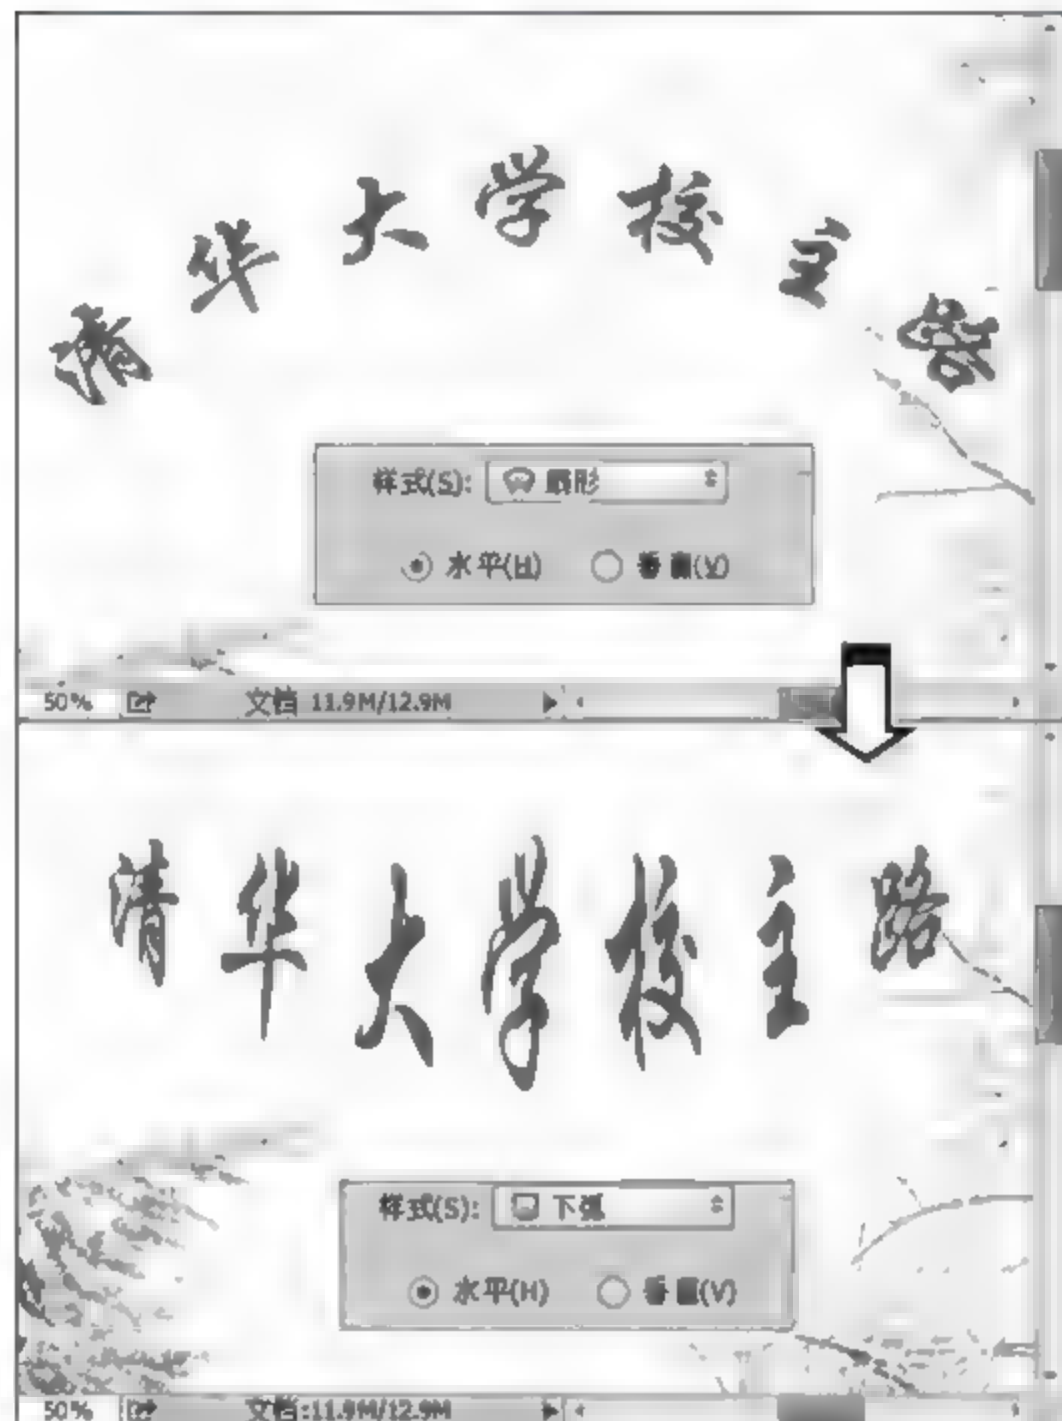 清华大学校主路
样式(S): 扇形
水平(H) 垂直(V)
50% 文档 11.9M/12.9M
清华大学校主路
样式(S): 下弧
水平(H) 垂直(V)
50% 文档:11.9M/12.9M